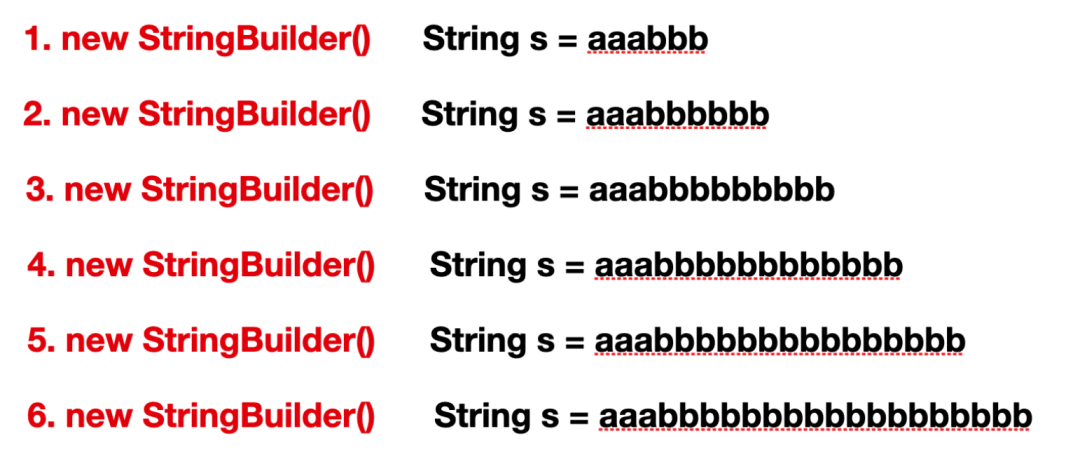 1. new StringBuilder() String s = aaabbb
2. new StringBuilder() String s = aaabbbbbb
3. new StringBuilder() String s = aaabbbbbbbbb
4. new StringBuilder() String s = aaabbbbbbbbbbbb
5. new StringBuilder() String s = aaabbbbbbbbbbbbbbb
6. new StringBuilder() String s = aaabbbbbbbbbbbbbbbbbb